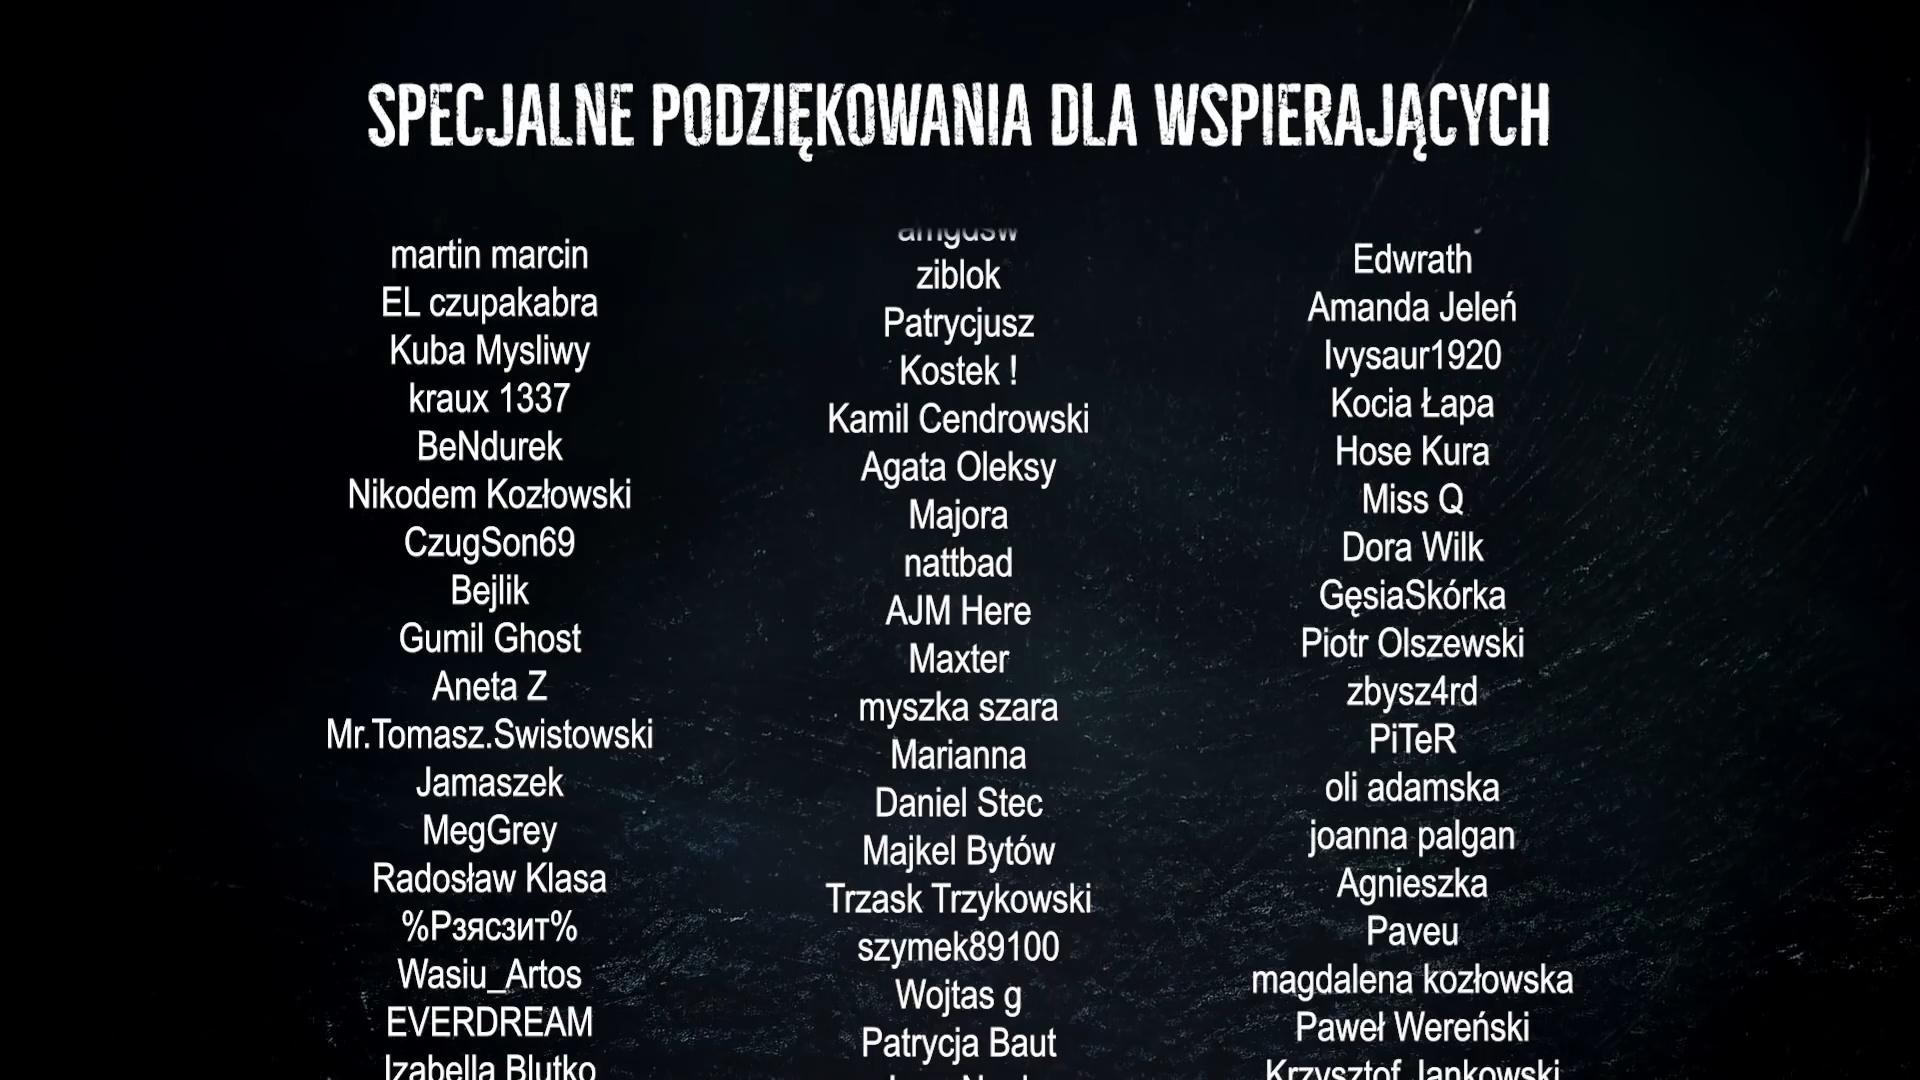 SPECJALNE PODZIĘKOWANIA DLA WSPIERAJĄCYCH
martin marcin
EL czupakabra
Kuba Mysliwy
kraux 1337
BeNdurek
Nikodem Kozłowski
CzugSon69
Bejlik
Gumil Ghost
Aneta Z
Mr.Tomasz.Swistowski
Jamaszek
MegGrey
Radosław Klasa
%Рзясзит%
Wasiu_Artos
EVERDREAM
Izabella Blutko
ziblok
Patrycjusz
Kostek !
Kamil Cendrowski
Agata Oleksy
Majora
nattbad
AJM Here
Maxter
myszka szara
Marianna
Daniel Stec
Majkel Bytów
Trzask Trzykowski
szymek89100
Wojtas g
Patrycja Baut
Edwrath
Amanda Jeleń
Ivysaur1920
Kocia Łapa
Hose Kura
Miss Q
Dora Wilk
GęsiaSkórka
Piotr Olszewski
zbysz4rd
PiTeR
oli adamska
joanna palgan
Agnieszka
Paveu
magdalena kozłowska
Paweł Wereński
Krzysztof Jankowski